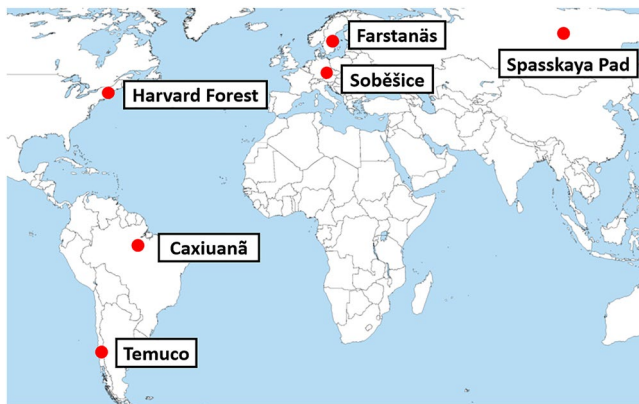 Farstanäs
Spasskaya Pad
Soběšice
Harvard Forest
Caxiuanã
Temuco